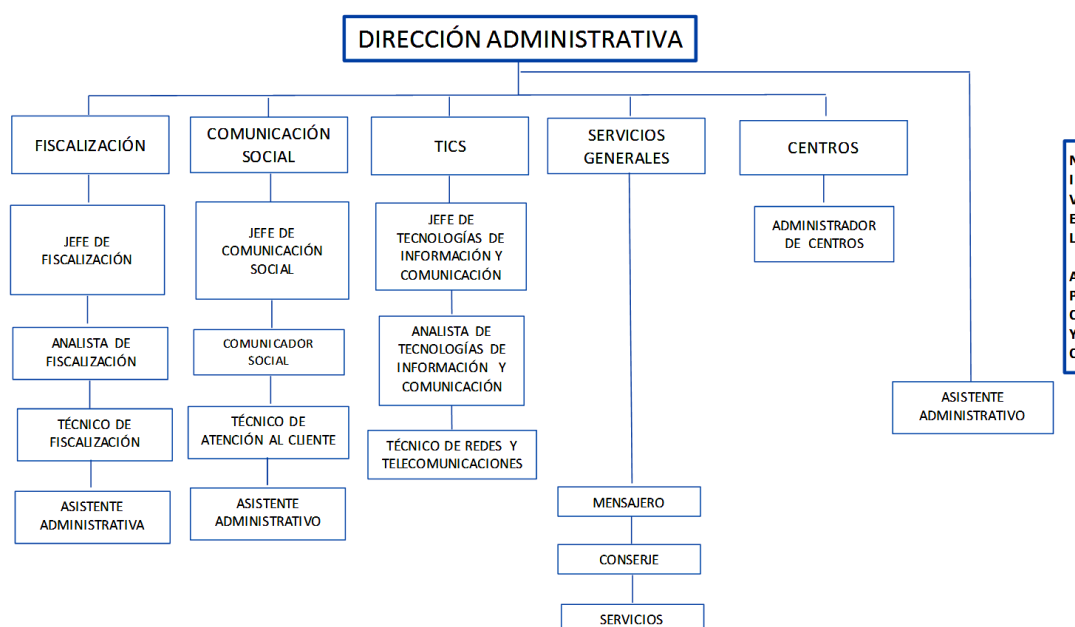 DIRECCIÓN ADMINISTRATIVA
FISCALIZACIÓN
JEFE DE
FISCALIZACIÓN
ANALISTA DE
FISCALIZACIÓN
TÉCNICO DE
FISCALIZACIÓN
ASISTENTE
ADMINISTRATIVA
COMUNICACIÓN
SOCIAL
JEFE DE
COMUNICACIÓN
SOCIAL
COMUNICADOR
SOCIAL
TÉCNICO DE
ATENCIÓN AL CLIENTE
ASISTENTE
ADMINISTRATIVO
TICS
JEFE DE
TECNOLOGÍAS DE
INFORMACIÓN Y
COMUNICACIÓN
ANALISTA DE
TECNOLOGÍAS DE
INFORMACIÓN Y
COMUNICACIÓN
TÉCNICO DE REDES Y
TELECOMUNICACIONES
SERVICIOS
GENERALES
MENSAJERO
CONSERJE
SERVICIOS
CENTROS
ADMINISTRADOR
DE CENTROS
ASISTENTE
ADMINISTRATIVO
N
I
V
E
L
A
P
O
Y
O